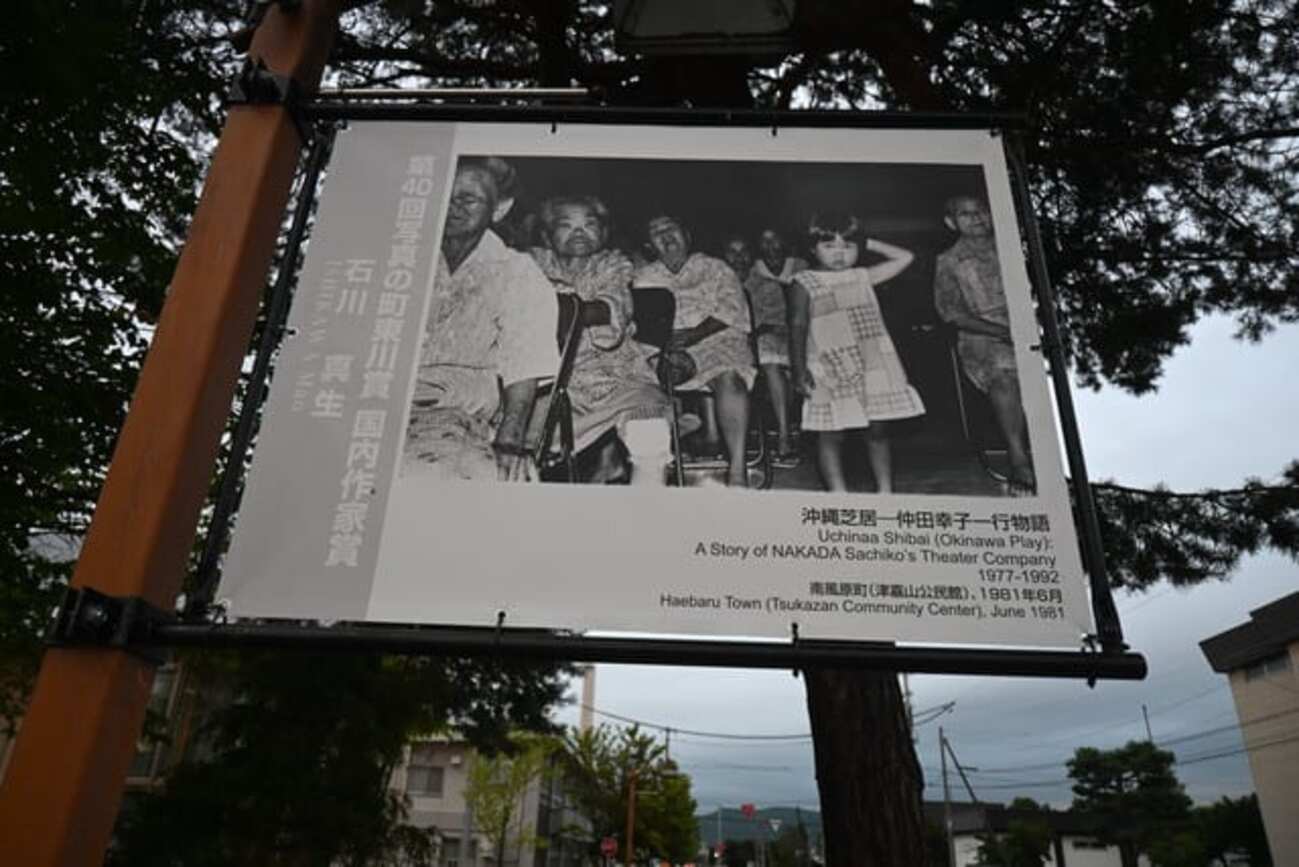 第40回写真の町東川賞 国内作家賞
石川 真生
ISHIKAWA Mao
沖縄芝居―仲田幸子一行物語
Uchinaa Shibai (Okinawa Play):
A Story of NAKADA Sachiko's Theater Company
1977-1992
南風原町(津嘉山公民館)、1981年6月
Haebaru Town (Tsukazan Community Center), June 1981